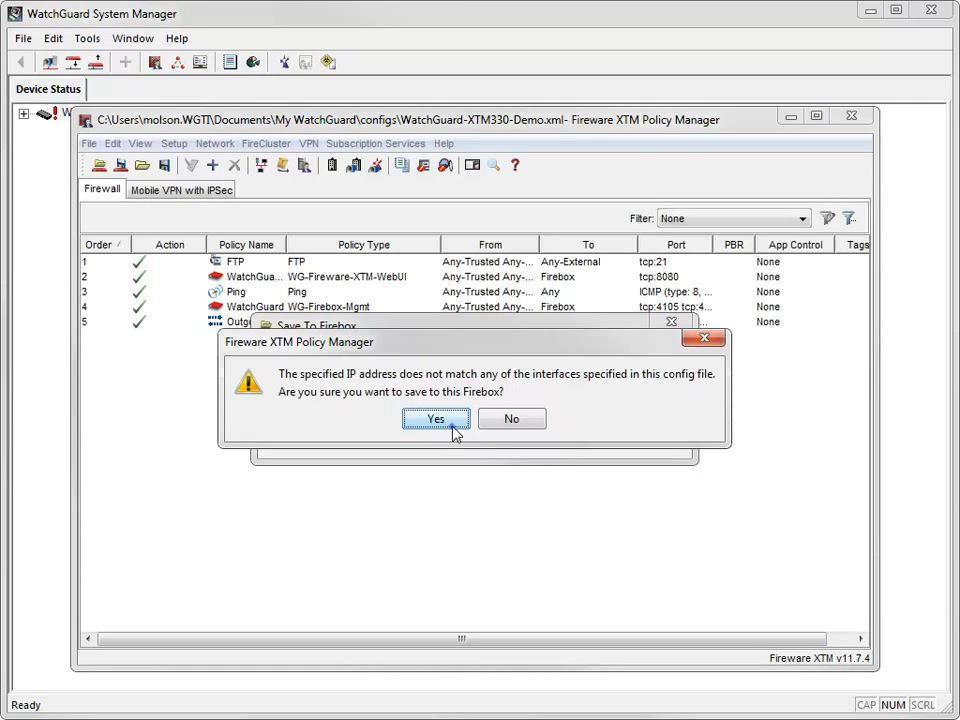 WatchGuard System Manager
File Edit Tools Window Help
Device Status
W
C:\Users\molson.WGTI\Documents\My WatchGuard\configs\WatchGuard-XTM330-Demo.xml- Fireware XTM Policy Manager
File Edit View Setup Network FireCluster VPN Subscription Services Help
Firewall Mobile VPN with IPSec
Filter: None
Order Action Policy Name Policy Type From To Port PBR App Control Tags
1 FTP FTP Any-Trusted Any-... Any-External tcp:21 None
2 WatchGua... WG-Fireware-XTM-WebUI Any-Trusted Any-... Firebox tcp:8080 None
3 Ping Ping Any-Trusted Any-... Any ICMP (type: 8, ... None
4 WatchGuard WG-Firebox-Mgmt Any-Trusted Any-... Firebox tcp:4105 tcp:4... None
5 Outg None
Save To Firebox
Fireware XTM Policy Manager
The specified IP address does not match any of the interfaces specified in this config file.
Are you sure you want to save to this Firebox?
Yes No
Fireware XTM v11.7.4
Ready CAP NUM SCRL